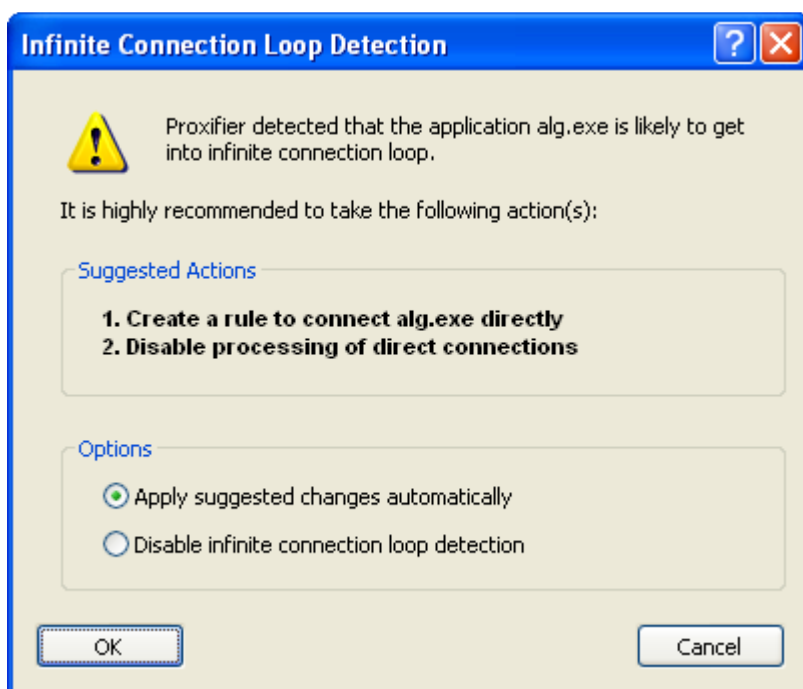 Infinite Connection Loop Detection
Proxifier detected that the application alg.exe is likely to get
into infinite connection loop.
It is highly recommended to take the following action(s):
Suggested Actions
1. Create a rule to connect alg.exe directly
2. Disable processing of direct connections
Options
Apply suggested changes automatically
Disable infinite connection loop detection
OK
Cancel